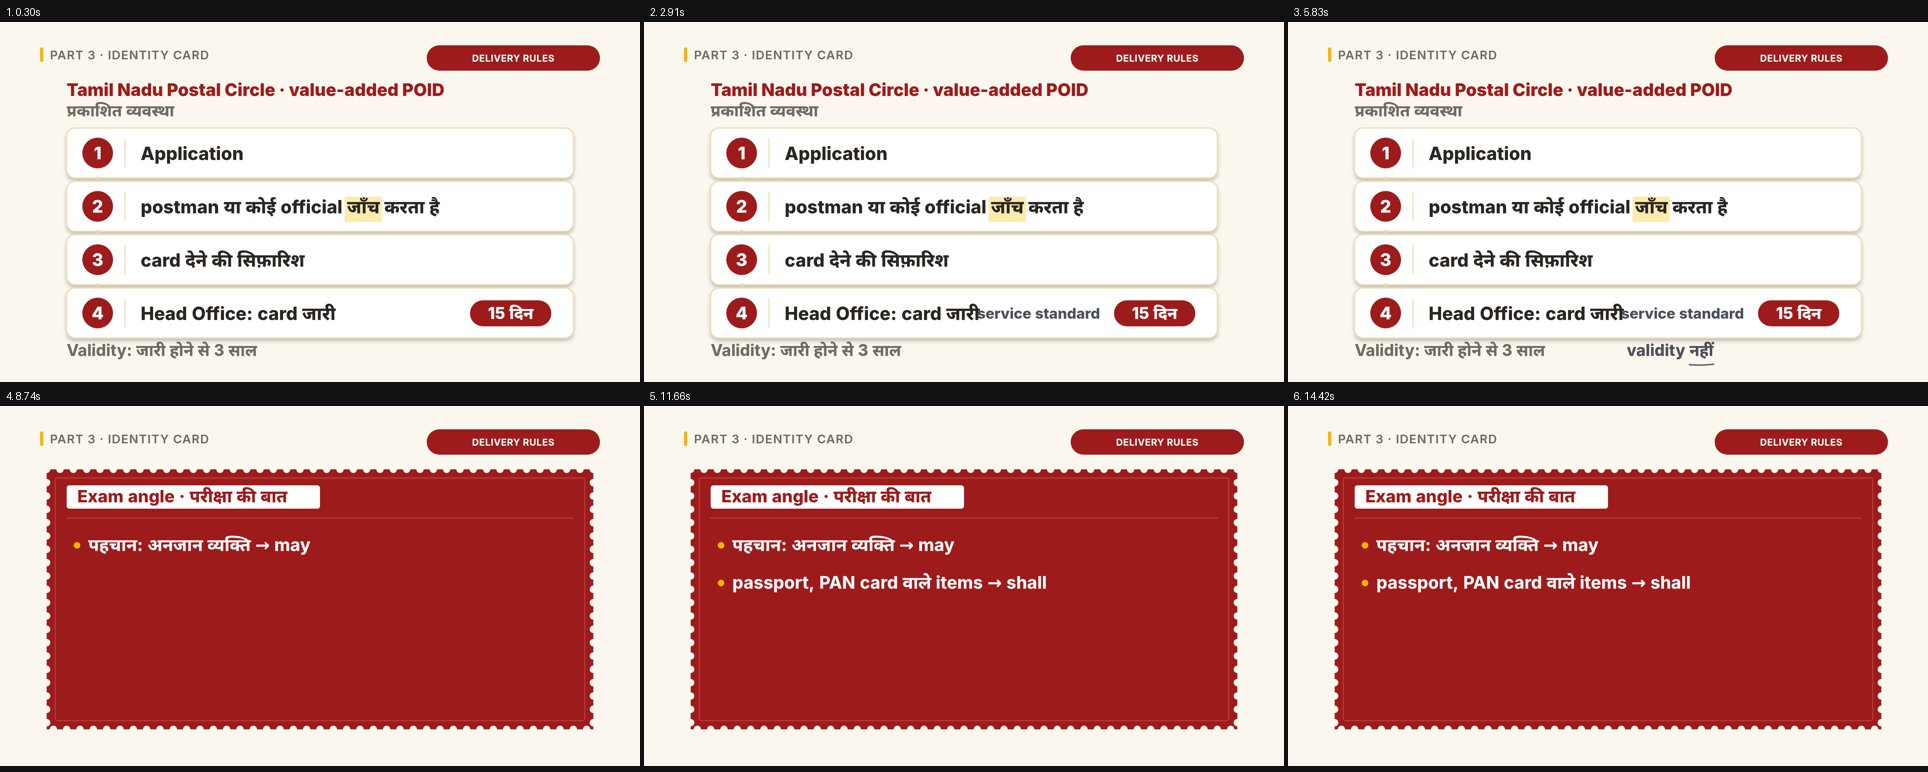 1. 0.30s
PART 3 · IDENTITY CARD
DELIVERY RULES
Tamil Nadu Postal Circle · value-added POID
प्रकाशित व्यवस्था
1 Application
2 postman या कोई official जाँच करता है
3 card देने की सिफ़ारिश
4 Head Office: card जारी 15 दिन
Validity: जारी होने से 3 साल
2. 2.91s
PART 3 · IDENTITY CARD
DELIVERY RULES
Tamil Nadu Postal Circle · value-added POID
प्रकाशित व्यवस्था
1 Application
2 postman या कोई official जाँच करता है
3 card देने की सिफ़ारिश
4 Head Office: card जारी service standard 15 दिन
Validity: जारी होने से 3 साल
3. 5.83s
PART 3 · IDENTITY CARD
DELIVERY RULES
Tamil Nadu Postal Circle · value-added POID
प्रकाशित व्यवस्था
1 Application
2 postman या कोई official जाँच करता है
3 card देने की सिफ़ारिश
4 Head Office: card जारी service standard 15 दिन
Validity: जारी होने से 3 साल validity नहीं
4. 8.74s
PART 3 · IDENTITY CARD
DELIVERY RULES
Exam angle · परीक्षा की बात
• पहचान: अनजान व्यक्ति → may
5. 11.66s
PART 3 · IDENTITY CARD
DELIVERY RULES
Exam angle · परीक्षा की बात
• पहचान: अनजान व्यक्ति → may
• passport, PAN card वाले items → shall
6. 14.42s
PART 3 · IDENTITY CARD
DELIVERY RULES
Exam angle · परीक्षा की बात
• पहचान: अनजान व्यक्ति → may
• passport, PAN card वाले items → shall